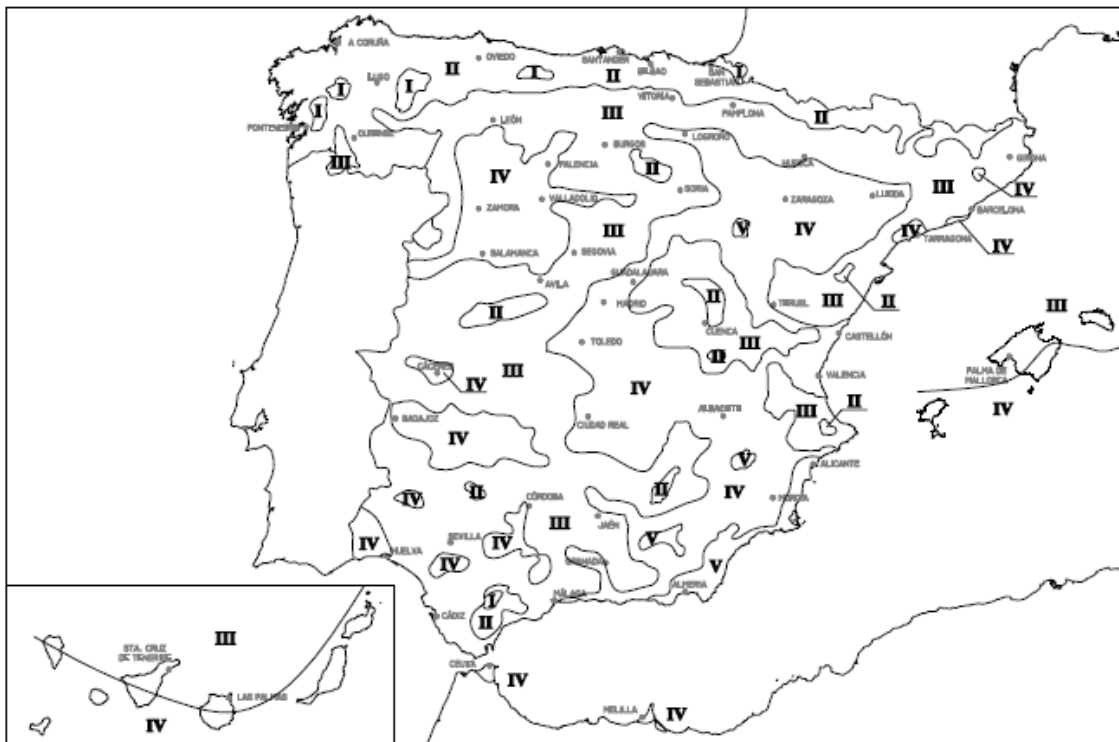 A CORUÑA
OVIEDO
SANTANDER
BILBAO
SAN
SEBASTIAN
I
II
I
II
LUGO
I
I
I
VITORIA
PAMPLONA
II
PONTEVEDRA
OURENSE
LEÓN
III
LOGROÑO
BURGOS
HUESCA
GIRONA
III
PALENCIA
II
IV
SORIA
III
IV
ZAMORA
VALLADOLID
ZARAGOZA
LLEIDA
BARCELONA
III
V
IV
IV
TARRAGONA
IV
SALAMANCA
SEGOVIA
AVILA
GUADALAJARA
II
MADRID
II
TERUEL
III
II
III
CUENCA
CASTELLÓN
TOLEDO
III
II
CÁCERES
III
IV
VALENCIA
PALMA DE
MALLORCA
IV
IV
II
BADAJOZ
CIUDAD REAL
ALBACETE
III
IV
V
ALICANTE
IV
II
II
IV
MURCIA
CÓRDOBA
III
JAÉN
IV
HUELVA
SEVILLA
IV
V
IV
GRANADA
V
ALMERIA
I
MÁLAGA
II
CÁDIZ
CEUTA
IV
MELILLA
IV
III
STA. CRUZ
DE TENERIFE
LAS PALMAS
IV